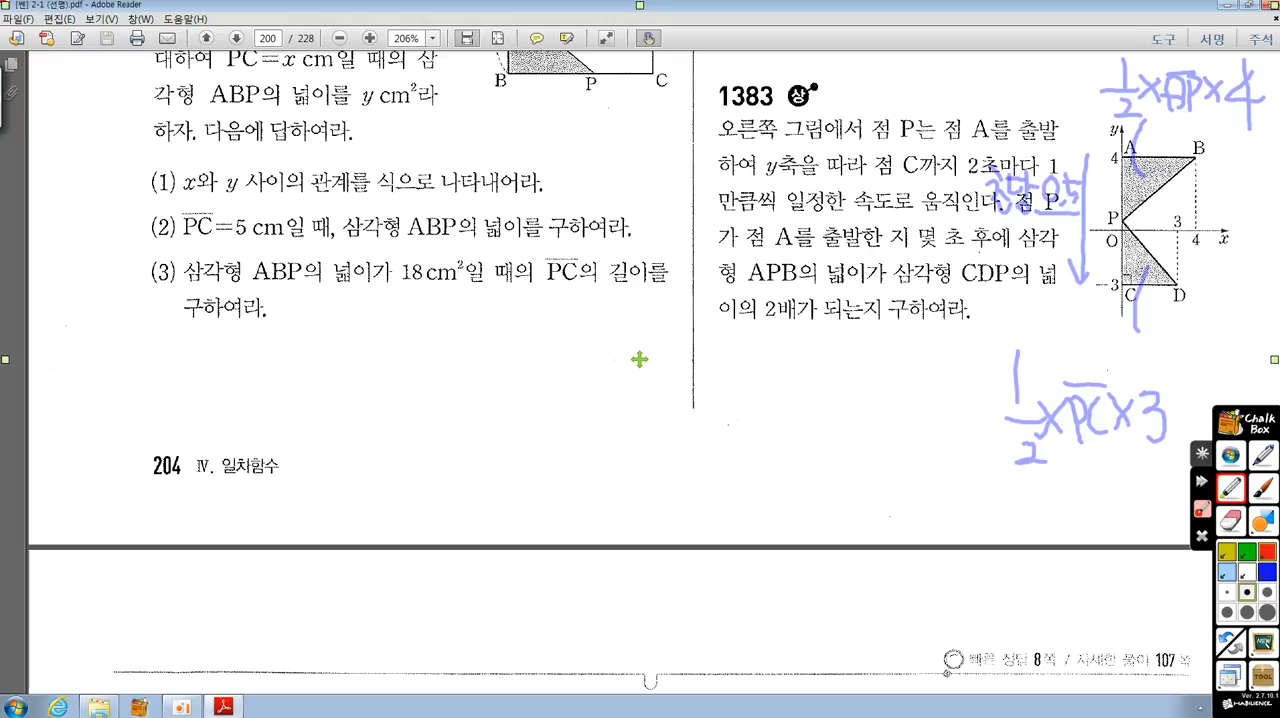 [쎈] 2-1 (선명).pdf - Adobe Reader
파일(F) 편집(E) 보기(V) 창(W) 도움말(H)
200 / 228 206% 도구 서명 주석
대하여 PC=x cm일 때의 삼
각형 ABP의 넓이를 y cm²라
하자. 다음에 답하여라.
B P C
(1) x와 y 사이의 관계를 식으로 나타내어라.
(2) PC=5 cm일 때, 삼각형 ABP의 넓이를 구하여라.
(3) 삼각형 ABP의 넓이가 18 cm²일 때의 PC의 길이를
구하여라.
204 Ⅳ. 일차함수
1383 상
오른쪽 그림에서 점 P는 점 A를 출발
하여 y축을 따라 점 C까지 2초마다 1
만큼씩 일정한 속도로 움직인다. 점 P
가 점 A를 출발한 지 몇 초 후에 삼각
형 APB의 넓이가 삼각형 CDP의 넓
이의 2배가 되는지 구하여라.
1/2×AP×4
y
4 A B
P 3
O 4 x
-3 C D
1/2×PC×3
빠른 정답 8쪽 / 자세한 풀이 107쪽
Chalk Box
NEW
TOOL
Ver. 2.7.10.1
HABILIENCE